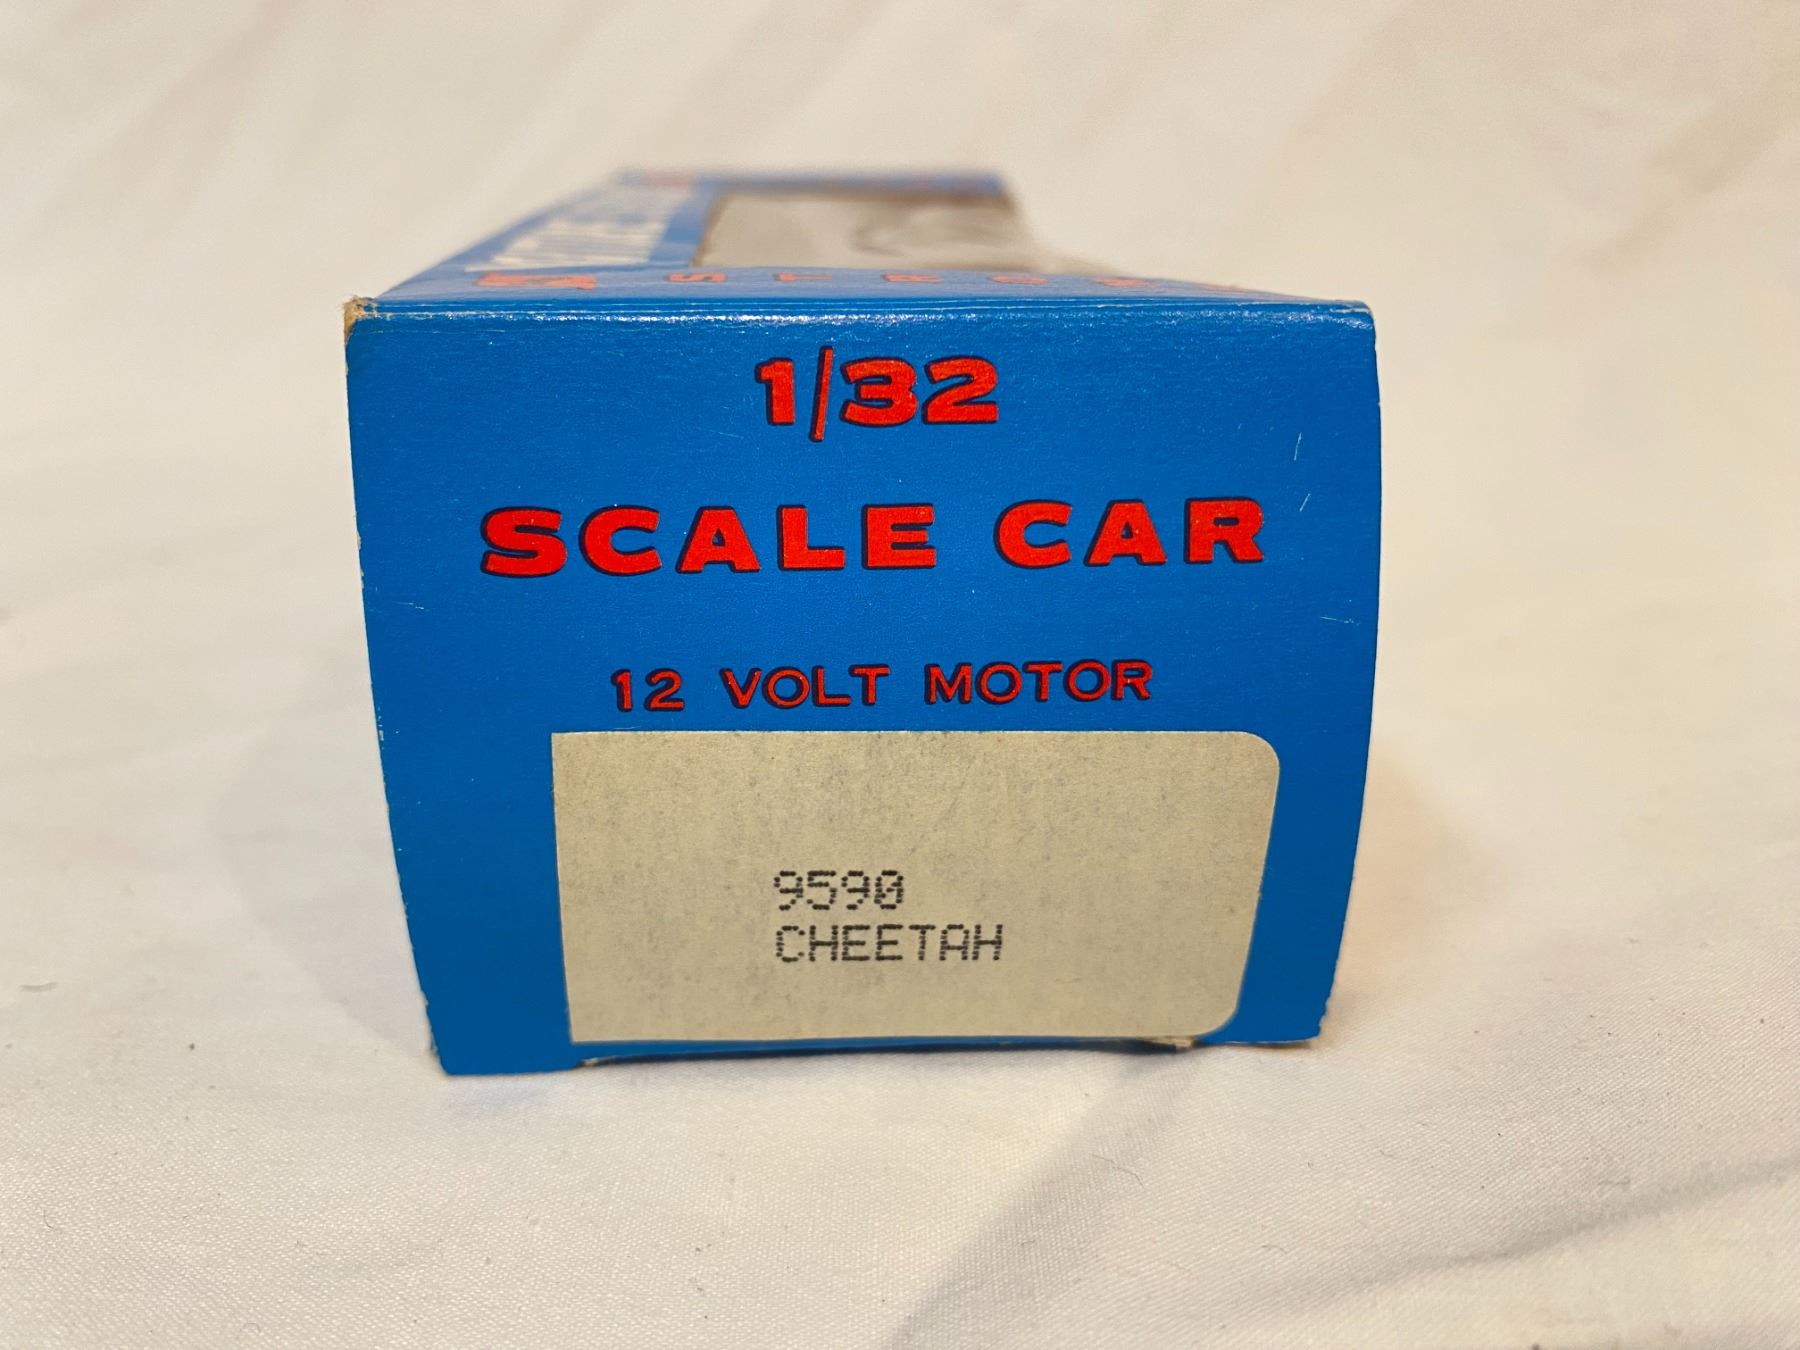 1/32
SCALE CAR
12 VOLT MOTOR
9590
CHEETAH